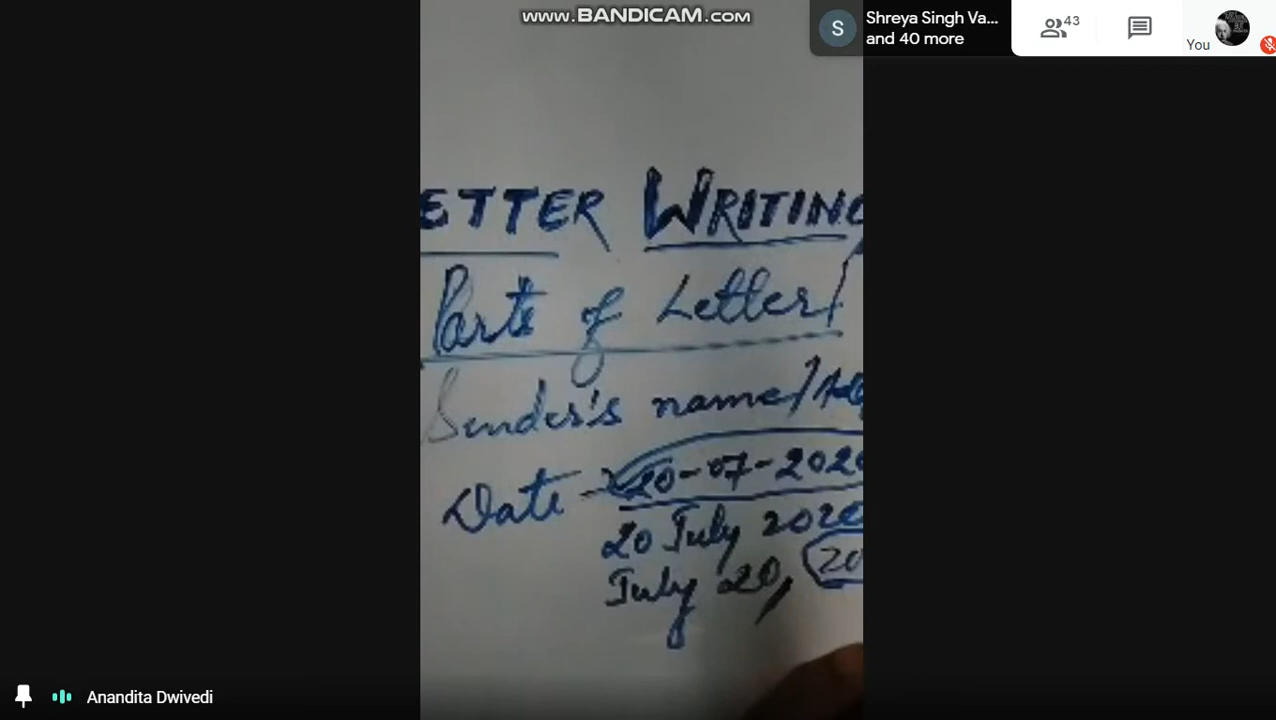 www.BANDICAM.com
Shreya Singh Va...
and 40 more
43
S
You
ETTER WRITING
Parts of Letter/
Sender's name/
Date → 20-07-2020
20 July 2020
July 20, 20
Anandita Dwivedi